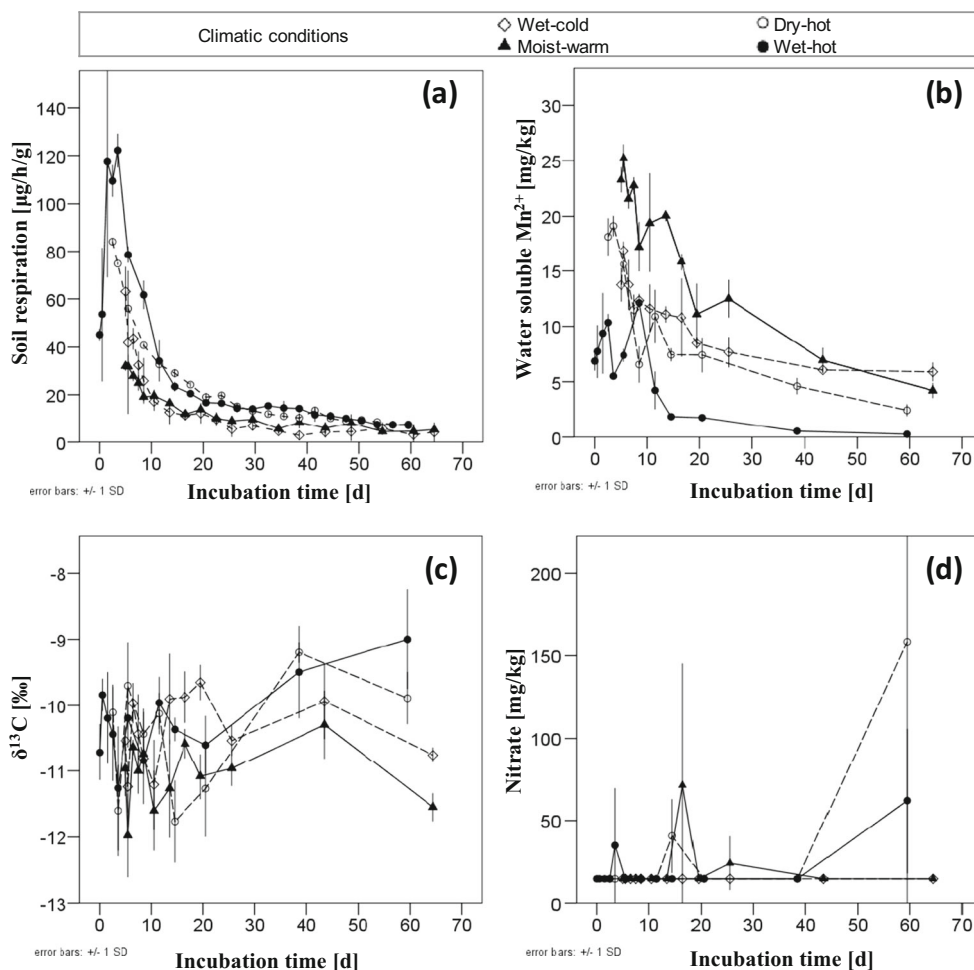 Climatic conditions
Wet-cold
Dry-hot
Moist-warm
Wet-hot
(a)
Soil respiration [µg/h/g]
140
120
100
80
60
40
20
0
0 10 20 30 40 50 60 70
error bars: +/- 1 SD
Incubation time [d]
(b)
Water soluble Mn²⁺ [mg/kg]
30
25
20
15
10
5
0
0 10 20 30 40 50 60 70
error bars: +/- 1 SD
Incubation time [d]
(c)
δ¹³C [‰]
-8
-9
-10
-11
-12
-13
0 10 20 30 40 50 60 70
error bars: +/- 1 SD
Incubation time [d]
(d)
Nitrate [mg/kg]
200
150
100
50
0
0 10 20 30 40 50 60 70
error bars: +/- 1 SD
Incubation time [d]